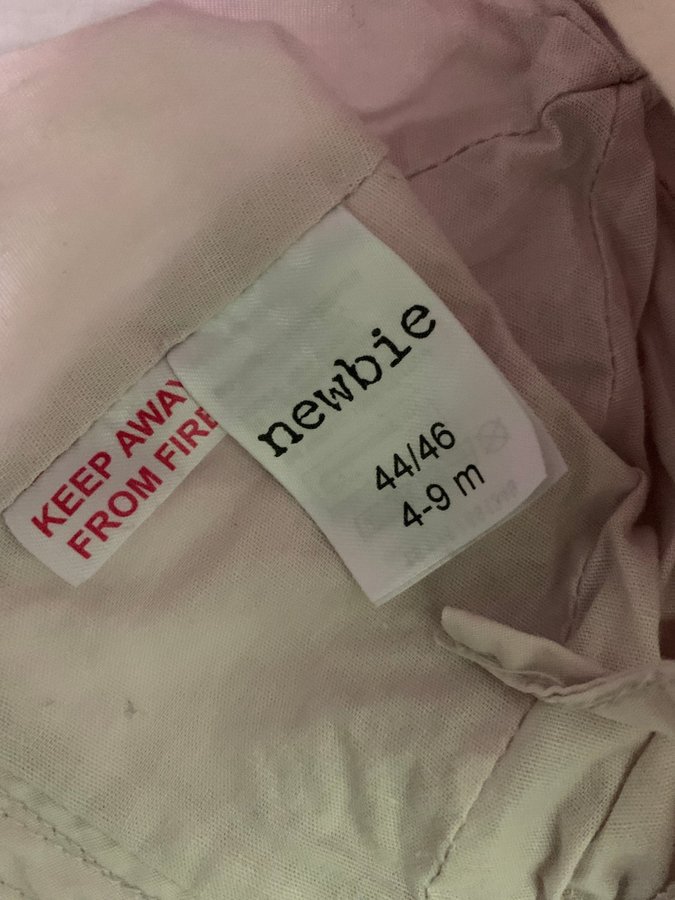 newbie
44/46
4-9 m
KEEP AWAY
FROM FIRE